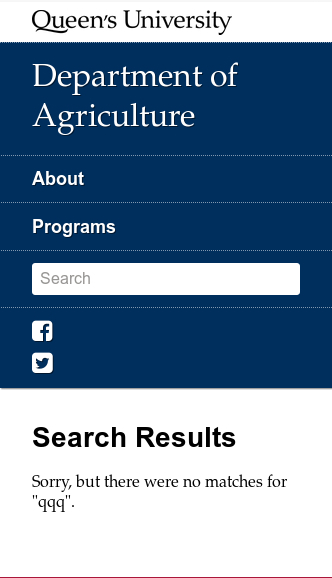 Queen's University
Department of
Agriculture
About
Programs
Search
Search Results
Sorry, but there were no matches for
"qqq".